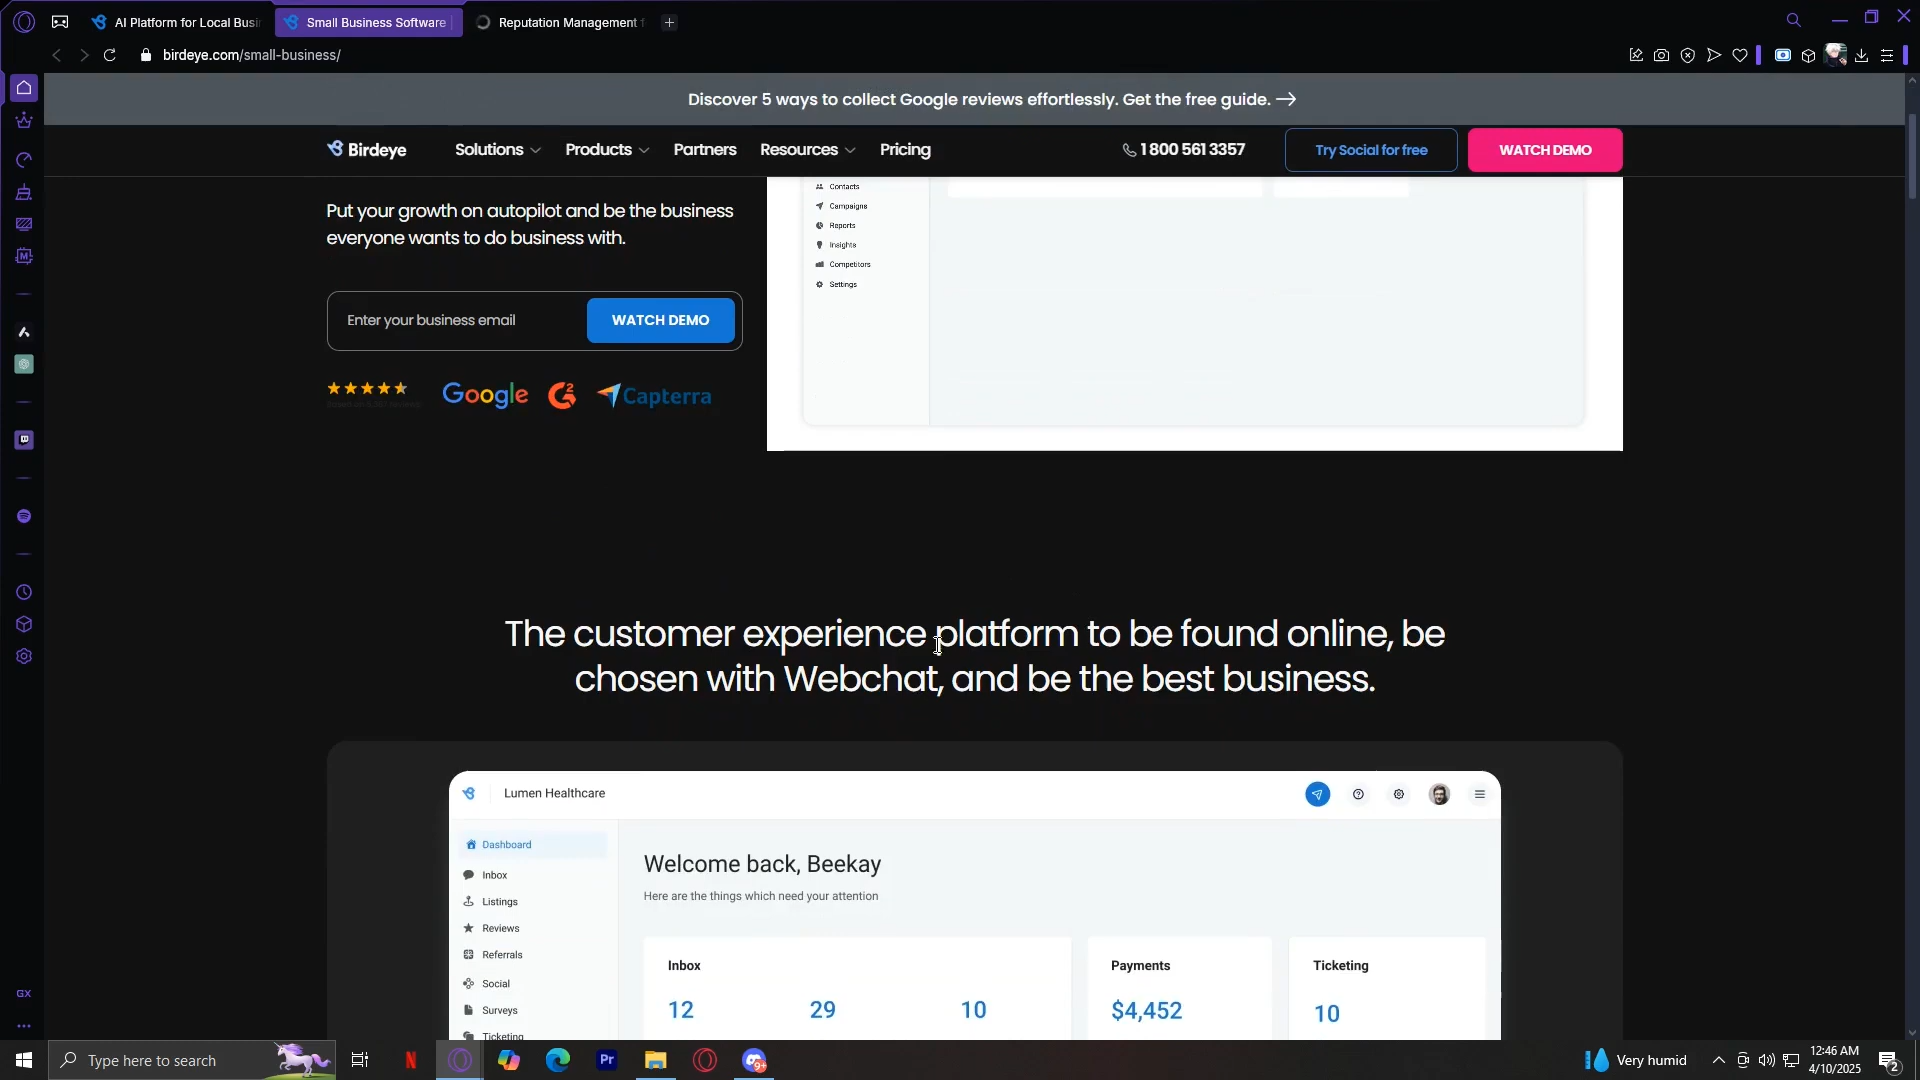 AI Platform for Local Busi
Small Business Software
Reputation Management f
birdeye.com/small-business/
Discover 5 ways to collect Google reviews effortlessly. Get the free guide. →
Birdeye
Solutions
Products
Partners
Resources
Pricing
1 800 561 3357
Try Social for free
WATCH DEMO
Put your growth on autopilot and be the business
everyone wants to do business with.
Enter your business email
WATCH DEMO
Google
G2
Capterra
Contacts
Campaigns
Reports
Insights
Competitors
Settings
The customer experience platform to be found online, be
chosen with Webchat, and be the best business.
Lumen Healthcare
Dashboard
Inbox
Listings
Reviews
Referrals
Social
Surveys
Ticketing
Welcome back, Beekay
Here are the things which need your attention
Inbox
12
29
10
Payments
$4,452
Ticketing
10
GX
Type here to search
N
Pr
9+
Very humid
12:46 AM
4/10/2025
2